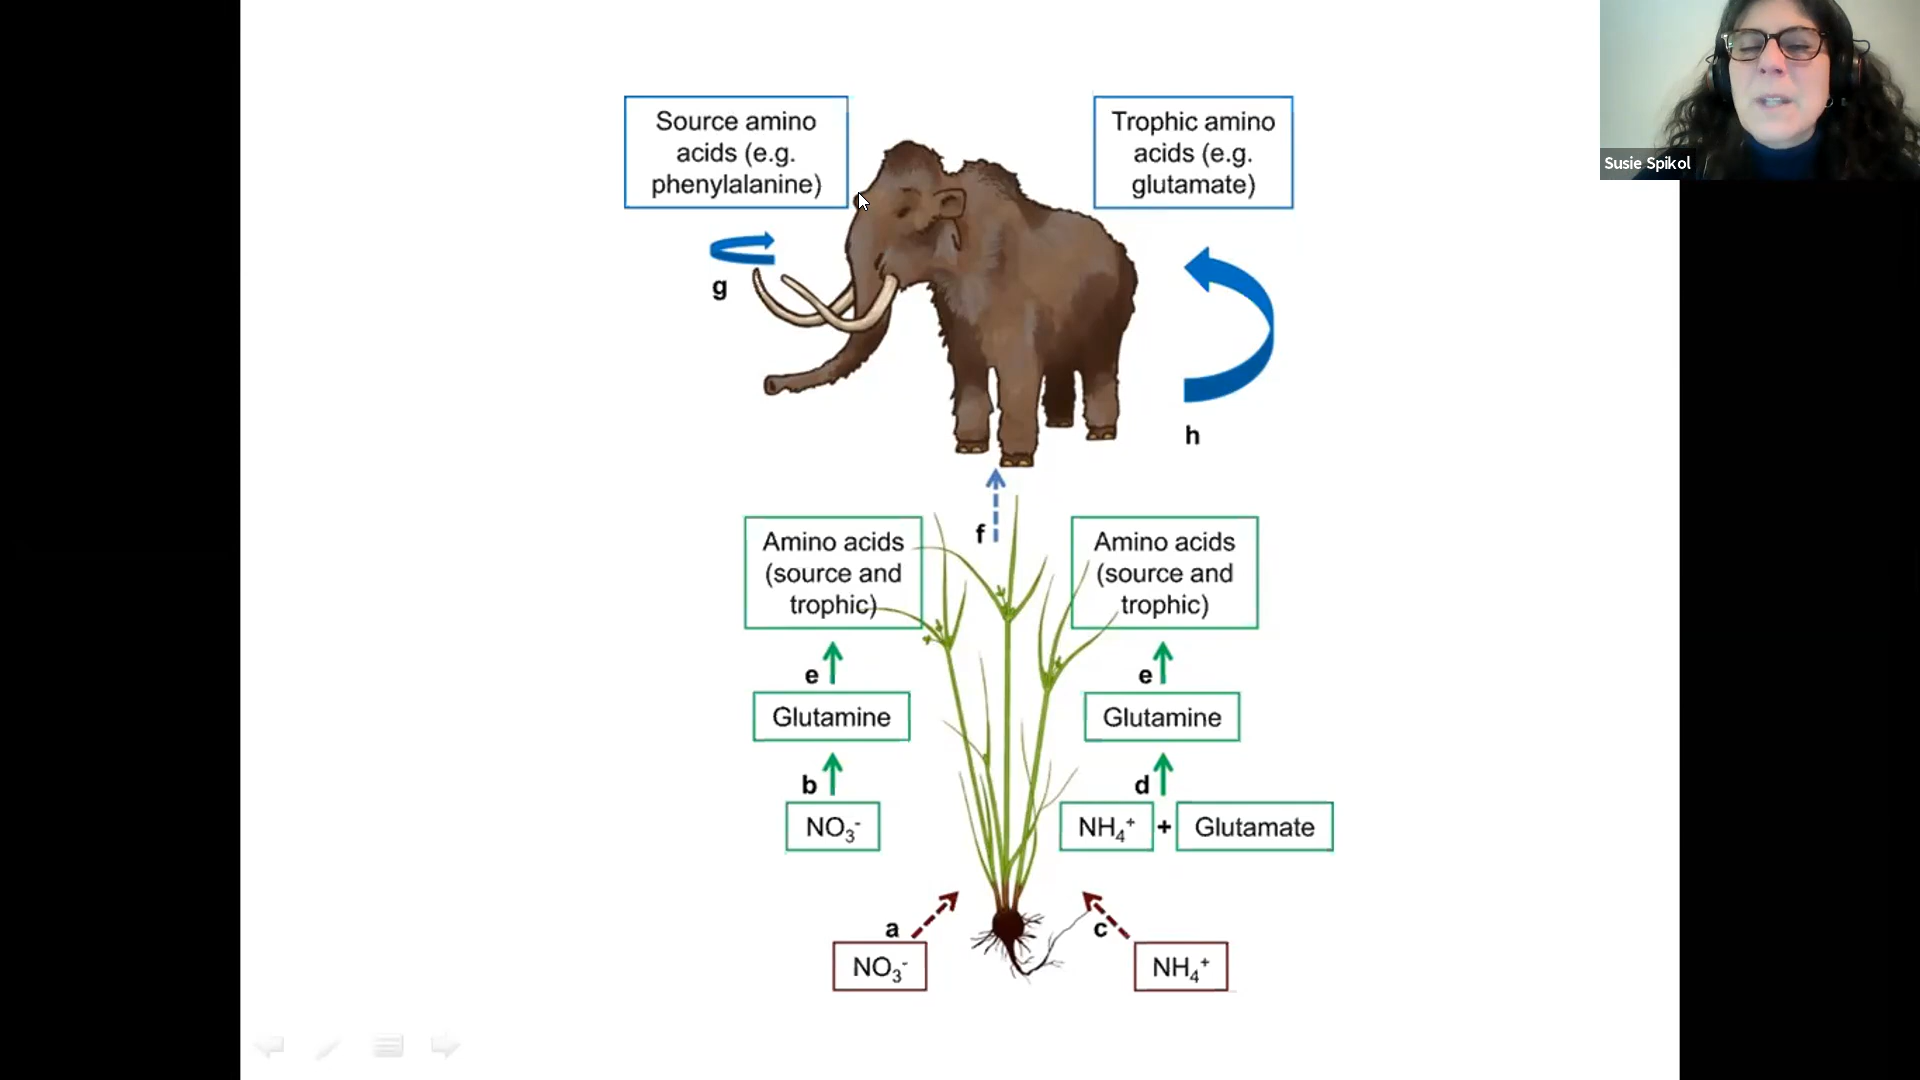 Source amino
acids (e.g.
phenylalanine)
Trophic amino
acids (e.g.
glutamate)
Susie Spikol
g
h
f
Amino acids
(source and
trophic)
Amino acids
(source and
trophic)
e
e
Glutamine
Glutamine
b
d
NO₃⁻
NH₄⁺ + Glutamate
a
c
NO₃⁻
NH₄⁺